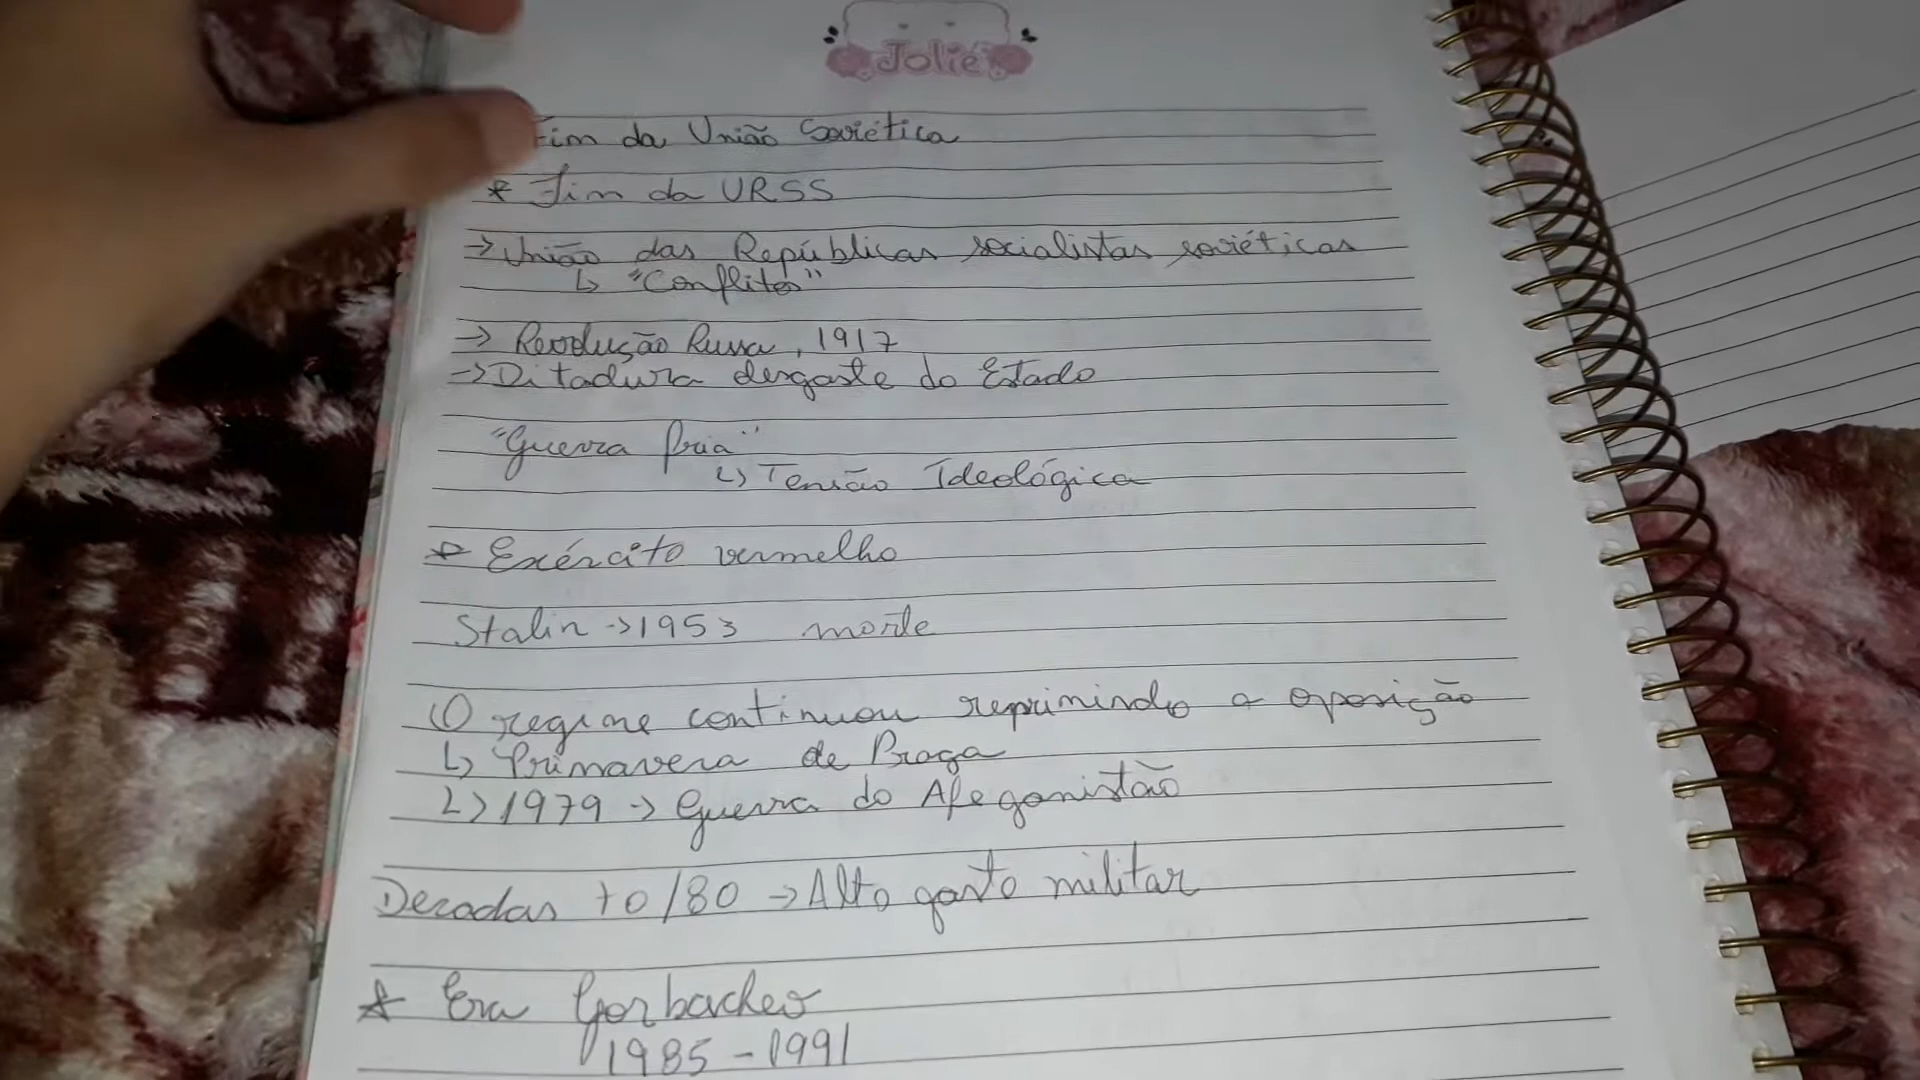 Jolie
Fim da União Soviética
* Fim da URSS
→ União das Repúblicas socialistas soviéticas
↳ "Conflitos"
→ Revolução Russa, 1917
→ Ditadura desgaste do Estado
"Guerra fria"
↳ Tensão Ideológica
* Exército vermelho
Stalin → 1953 morte
O regime continuou reprimindo a oposição
↳ Primavera de Praga
↳ 1979 → Guerra do Afeganistão
Decadas 70/80 → Alto gasto militar
* Era Gorbachev
1985 - 1991